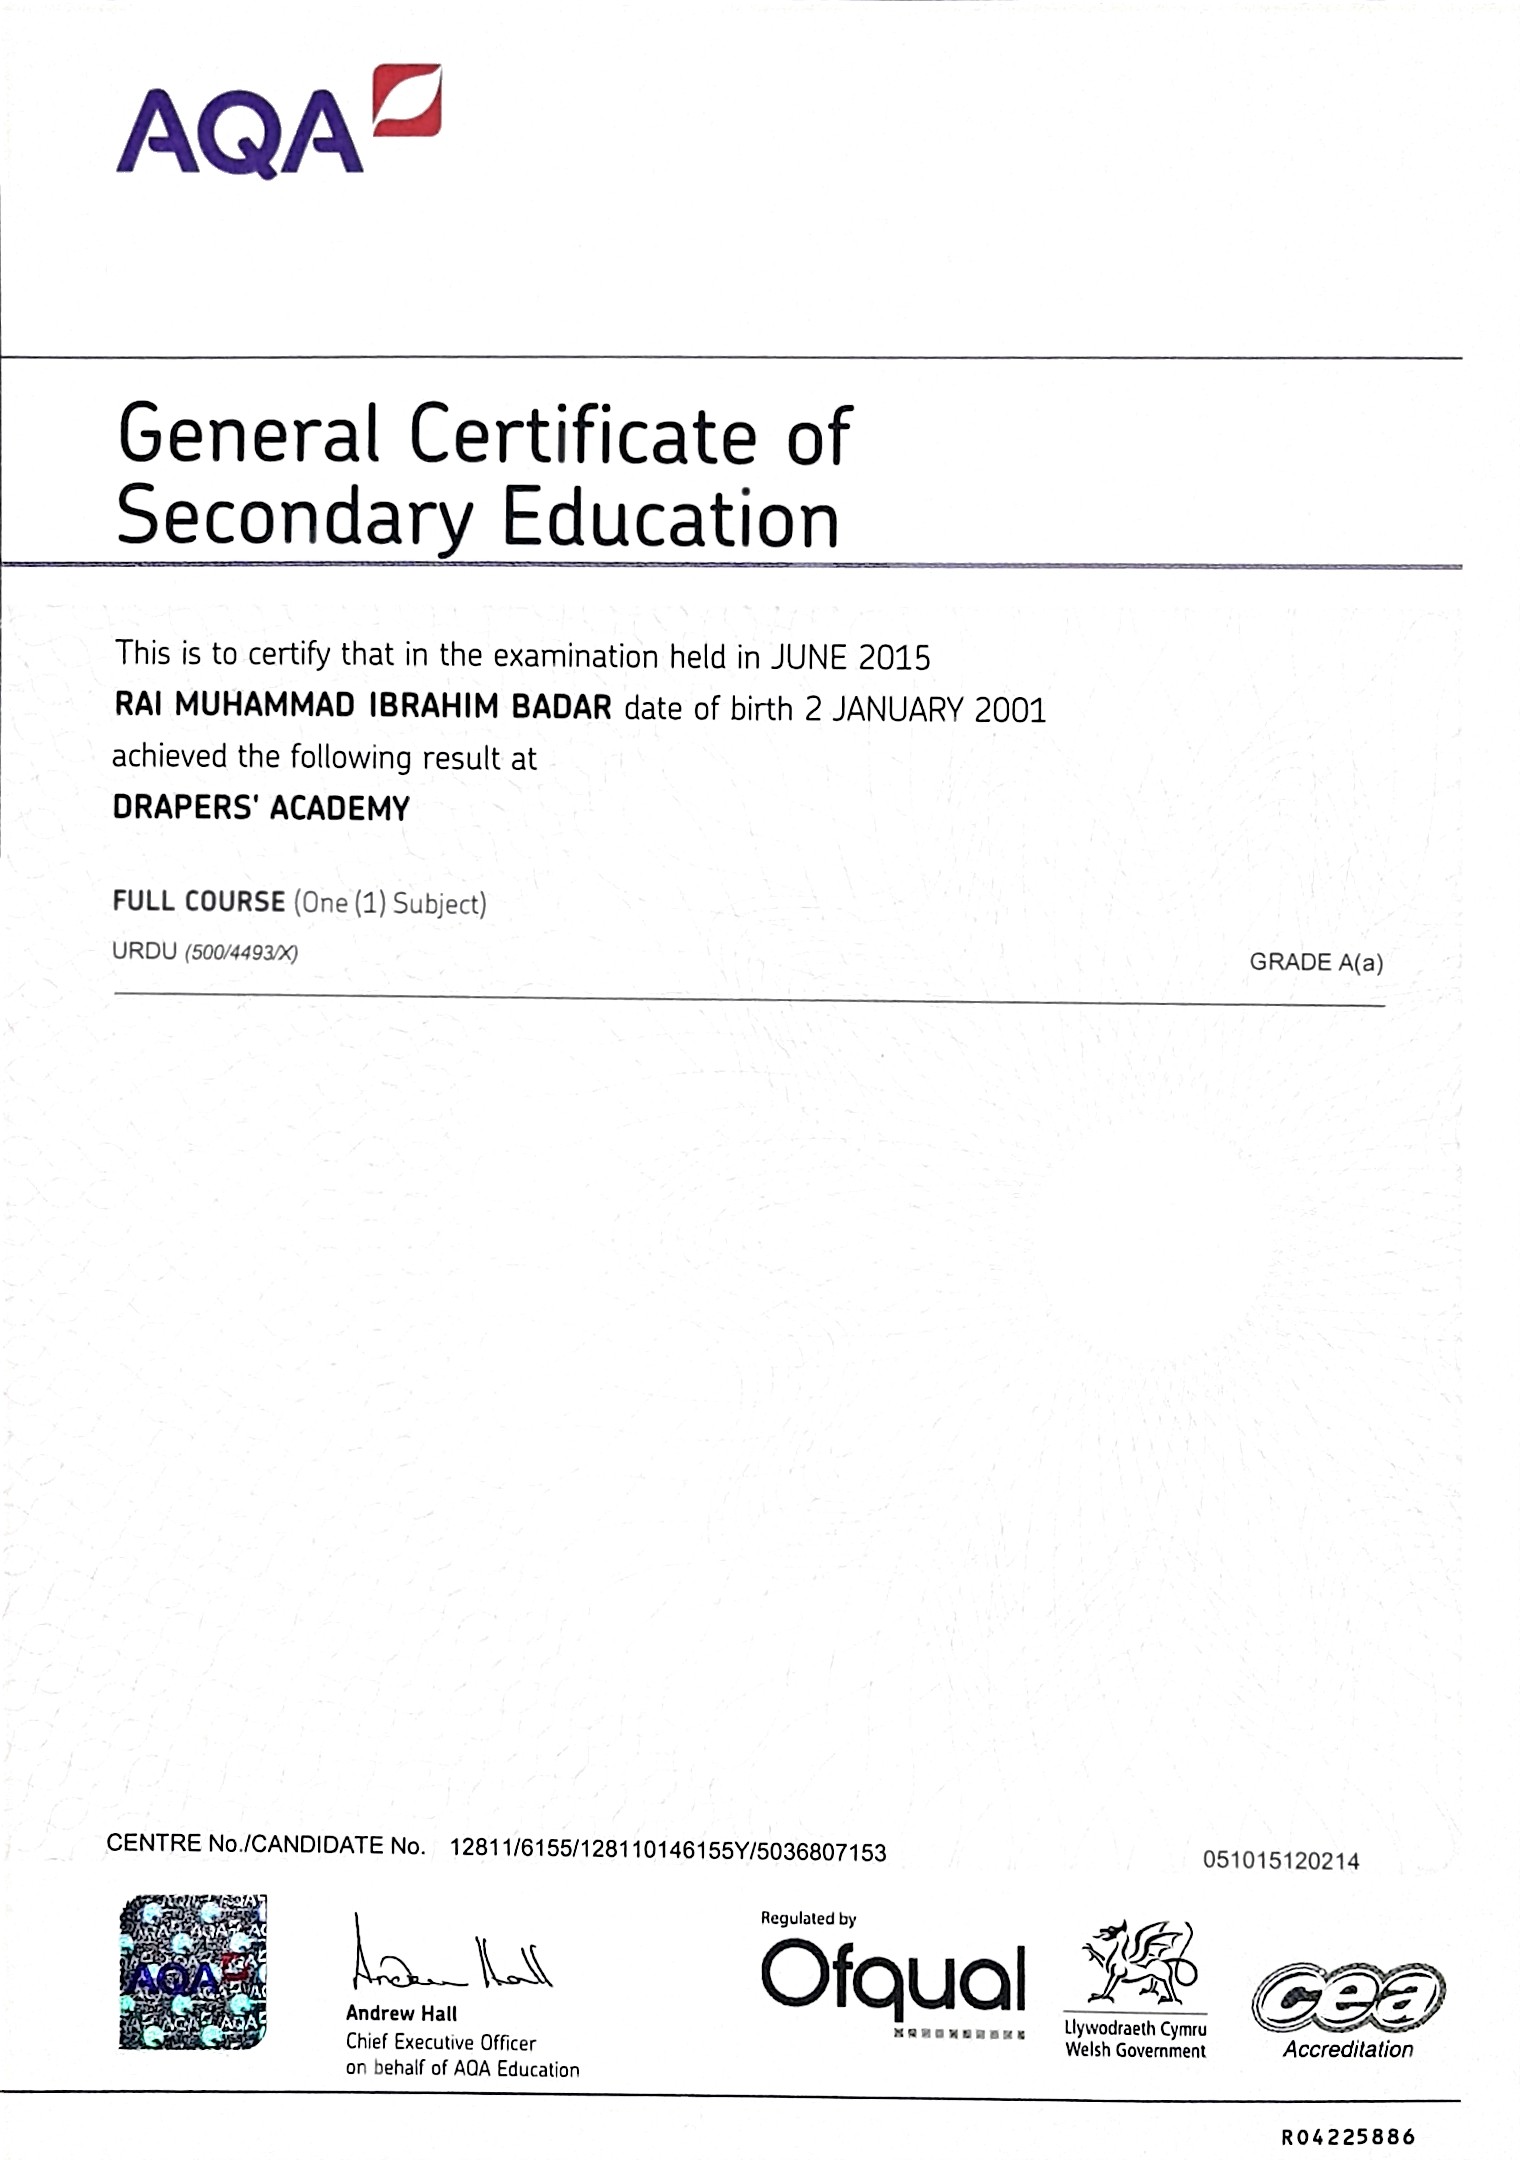 AQA
General Certificate of
Secondary Education
This is to certify that in the examination held in JUNE 2015
RAI MUHAMMAD IBRAHIM BADAR date of birth 2 JANUARY 2001
achieved the following result at
DRAPERS' ACADEMY
FULL COURSE (One (1) Subject)
URDU (500/4493/X) GRADE A(a)
CENTRE No./CANDIDATE No. 12811/6155/128110146155Y/5036807153 051015120214
AQA
Andrew Hall
Andrew Hall
Chief Executive Officer
on behalf of AQA Education
Regulated by
Ofqual
Llywodraeth Cymru
Welsh Government
cea
Accreditation
R04225886